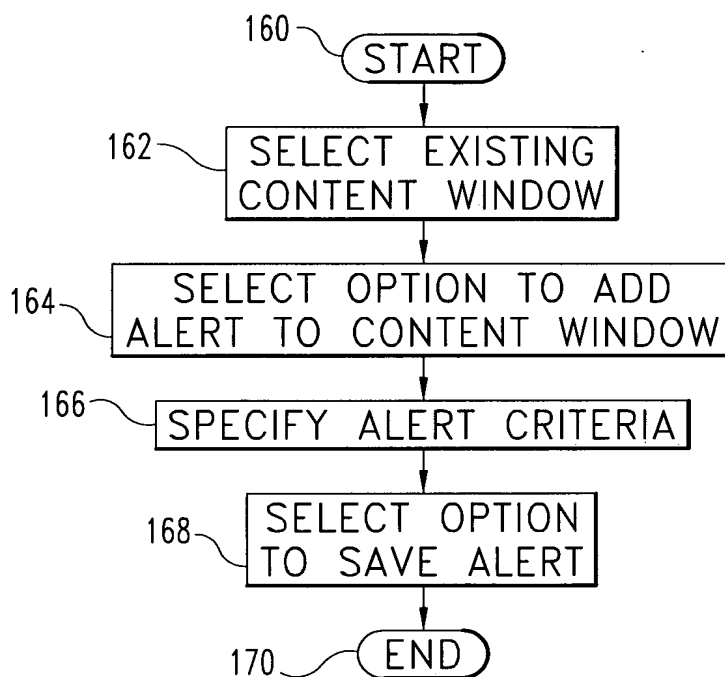 160
START
162
SELECT EXISTING
CONTENT WINDOW
164
SELECT OPTION TO ADD
ALERT TO CONTENT WINDOW
166
SPECIFY ALERT CRITERIA
168
SELECT OPTION
TO SAVE ALERT
170
END